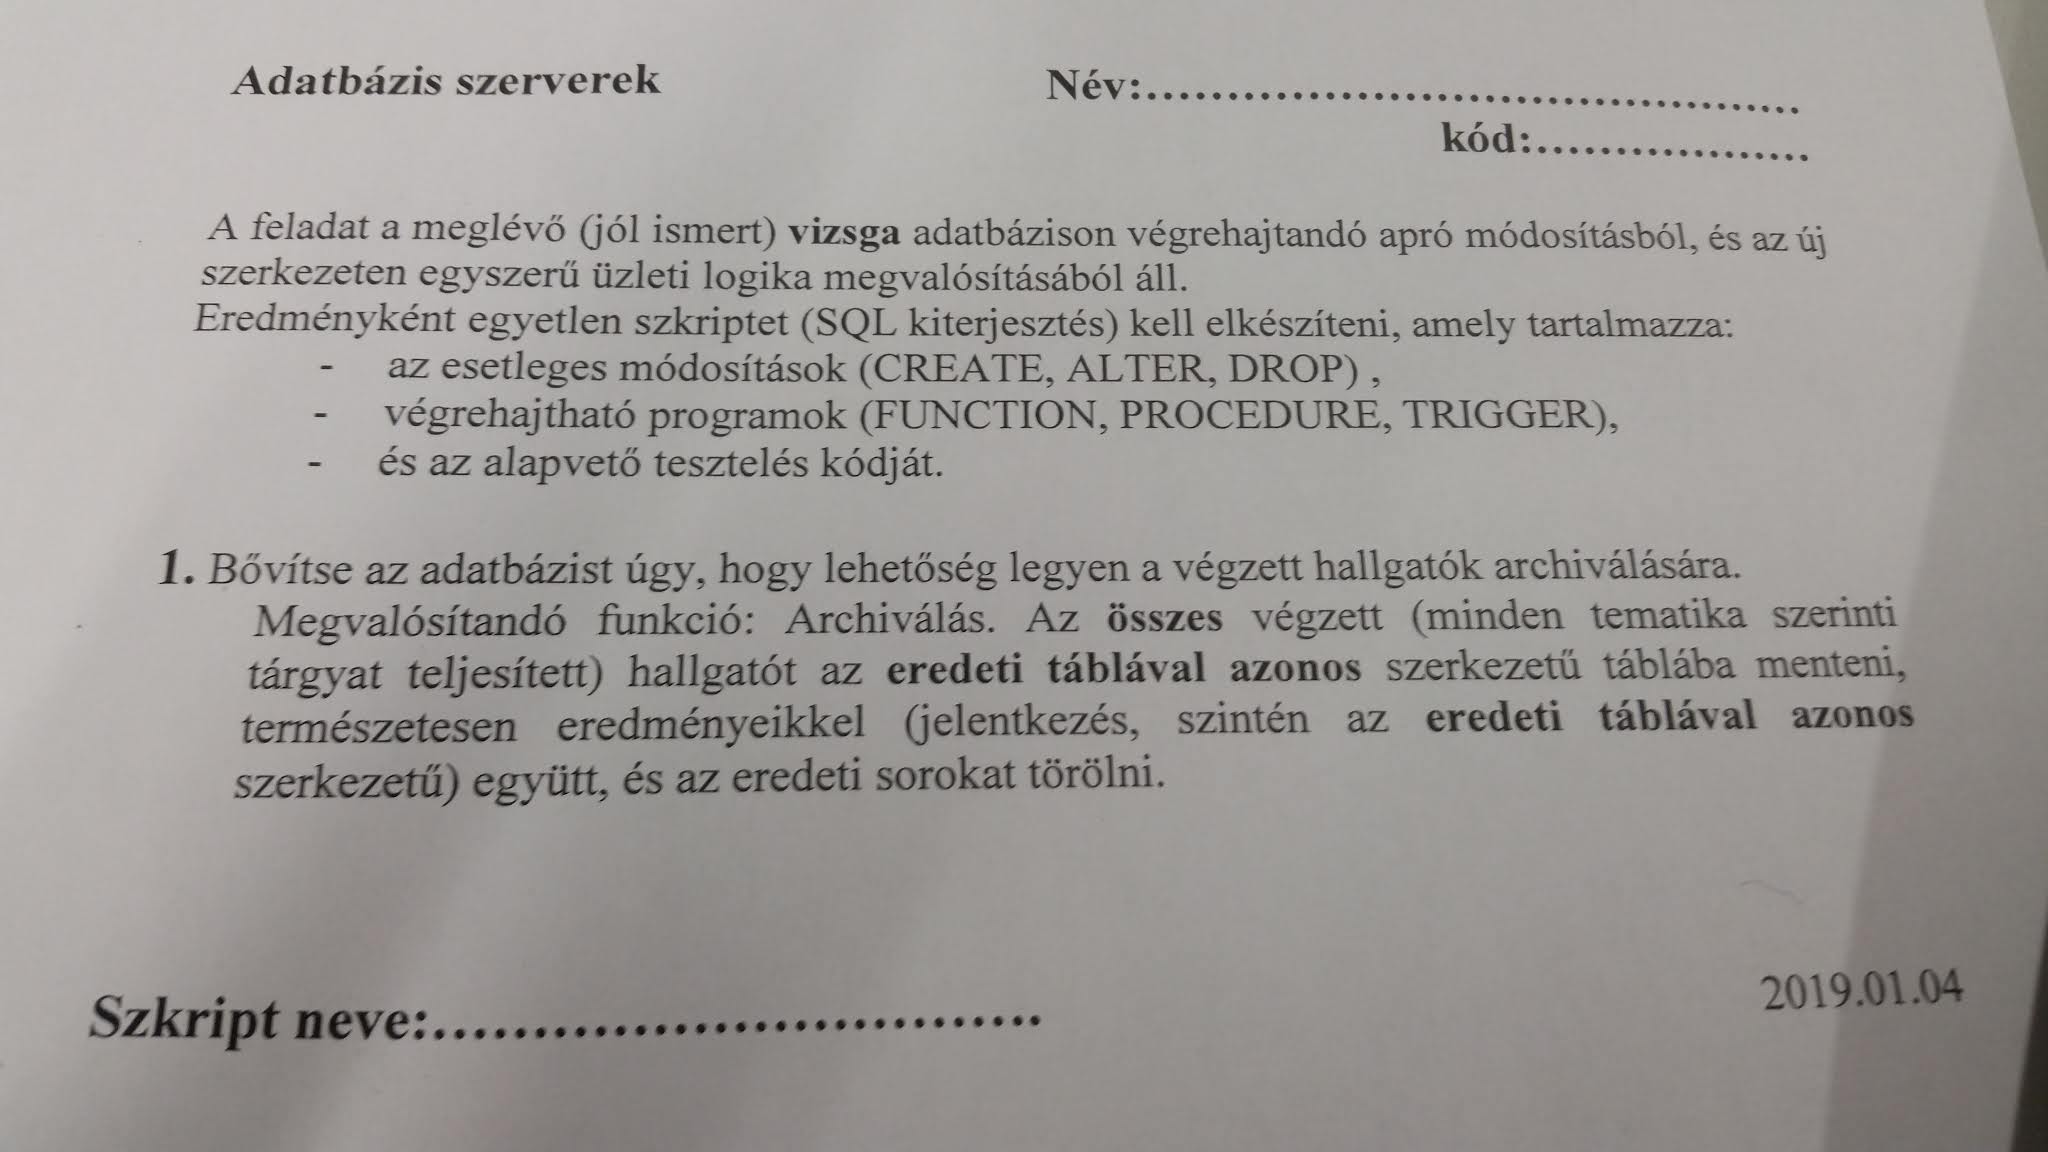 Adatbázis szerverek
Név:...........................................
kód:..................
A feladat a meglévő (jól ismert) vizsga adatbázison végrehajtandó apró módosításból, és az új
szerkezeten egyszerű üzleti logika megvalósításából áll.
Eredményként egyetlen szkriptet (SQL kiterjesztés) kell elkészíteni, amely tartalmazza:
- az esetleges módosítások (CREATE, ALTER, DROP) ,
- végrehajtható programok (FUNCTION, PROCEDURE, TRIGGER),
- és az alapvető tesztelés kódját.
1. Bővítse az adatbázist úgy, hogy lehetőség legyen a végzett hallgatók archiválására.
Megvalósítandó funkció: Archiválás. Az összes végzett (minden tematika szerinti
tárgyat teljesített) hallgatót az eredeti táblával azonos szerkezetű táblába menteni,
természetesen eredményeikkel (jelentkezés, szintén az eredeti táblával azonos
szerkezetű) együtt, és az eredeti sorokat törölni.
2019.01.04
Szkript neve:................................